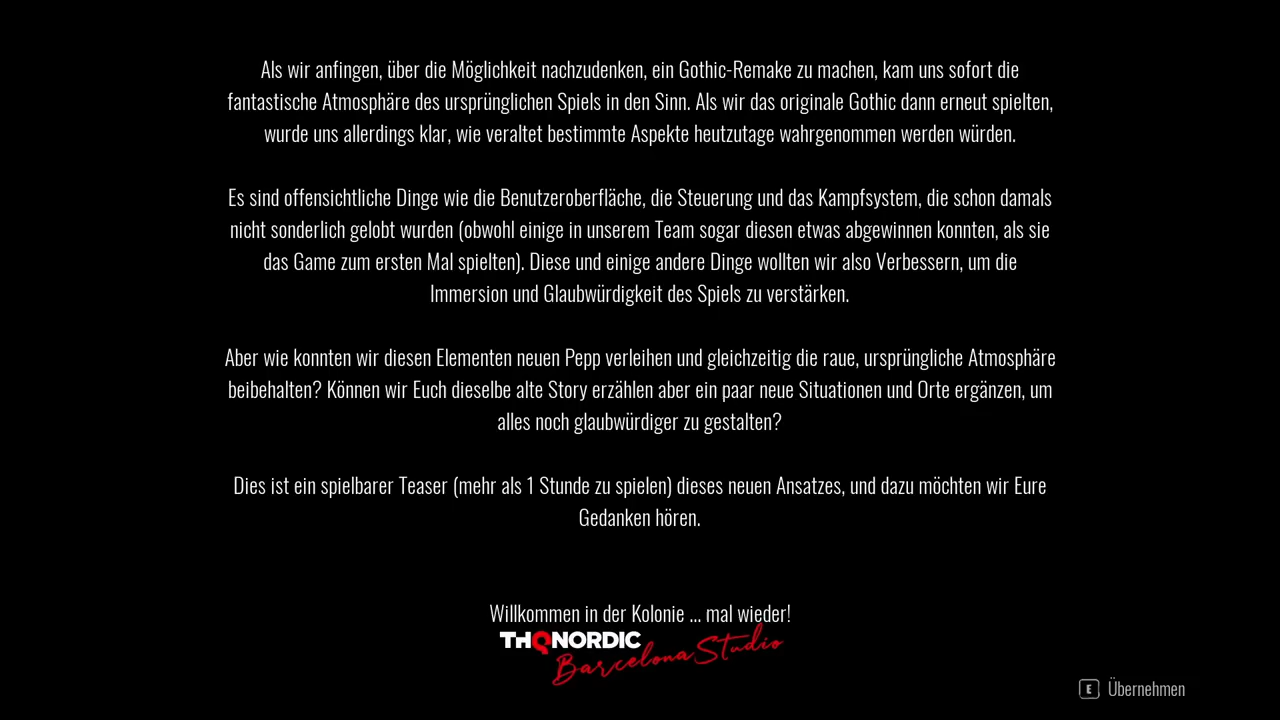 Als wir anfingen, über die Möglichkeit nachzudenken, ein Gothic-Remake zu machen, kam uns sofort die
fantastische Atmosphäre des ursprünglichen Spiels in den Sinn. Als wir das originale Gothic dann erneut spielten,
wurde uns allerdings klar, wie veraltet bestimmte Aspekte heutzutage wahrgenommen werden würden.
Es sind offensichtliche Dinge wie die Benutzeroberfläche, die Steuerung und das Kampfsystem, die schon damals
nicht sonderlich gelobt wurden (obwohl einige in unserem Team sogar diesen etwas abgewinnen konnten, als sie
das Game zum ersten Mal spielten). Diese und einige andere Dinge wollten wir also Verbessern, um die
Immersion und Glaubwürdigkeit des Spiels zu verstärken.
Aber wie konnten wir diesen Elementen neuen Pepp verleihen und gleichzeitig die raue, ursprüngliche Atmosphäre
beibehalten? Können wir Euch dieselbe alte Story erzählen aber ein paar neue Situationen und Orte ergänzen, um
alles noch glaubwürdiger zu gestalten?
Dies ist ein spielbarer Teaser (mehr als 1 Stunde zu spielen) dieses neuen Ansatzes, und dazu möchten wir Eure
Gedanken hören.
Willkommen in der Kolonie ... mal wieder!
THQNORDIC
Barcelona Studio
E Übernehmen